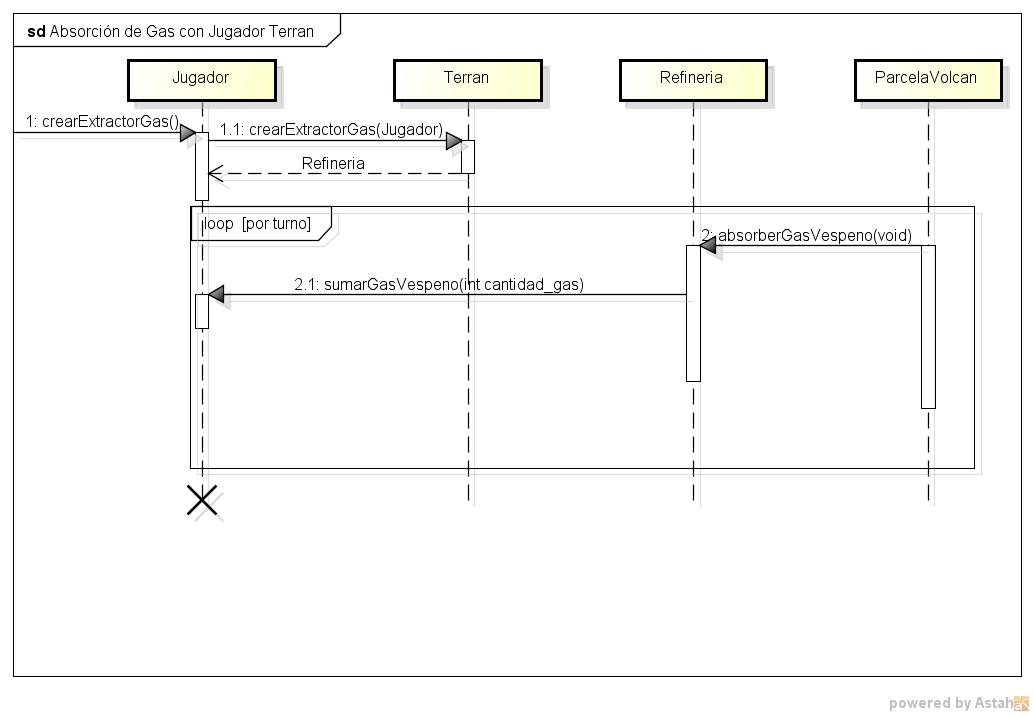 sd Absorción de Gas con Jugador Terran
Jugador
Terran
Refineria
ParcelaVolcan
1: crearExtractorGas()
1.1: crearExtractorGas(Jugador)
Refineria
loop [por turno]
2: absorberGasVespeno(void)
2.1: sumarGasVespeno(int cantidad_gas)
powered by Astah